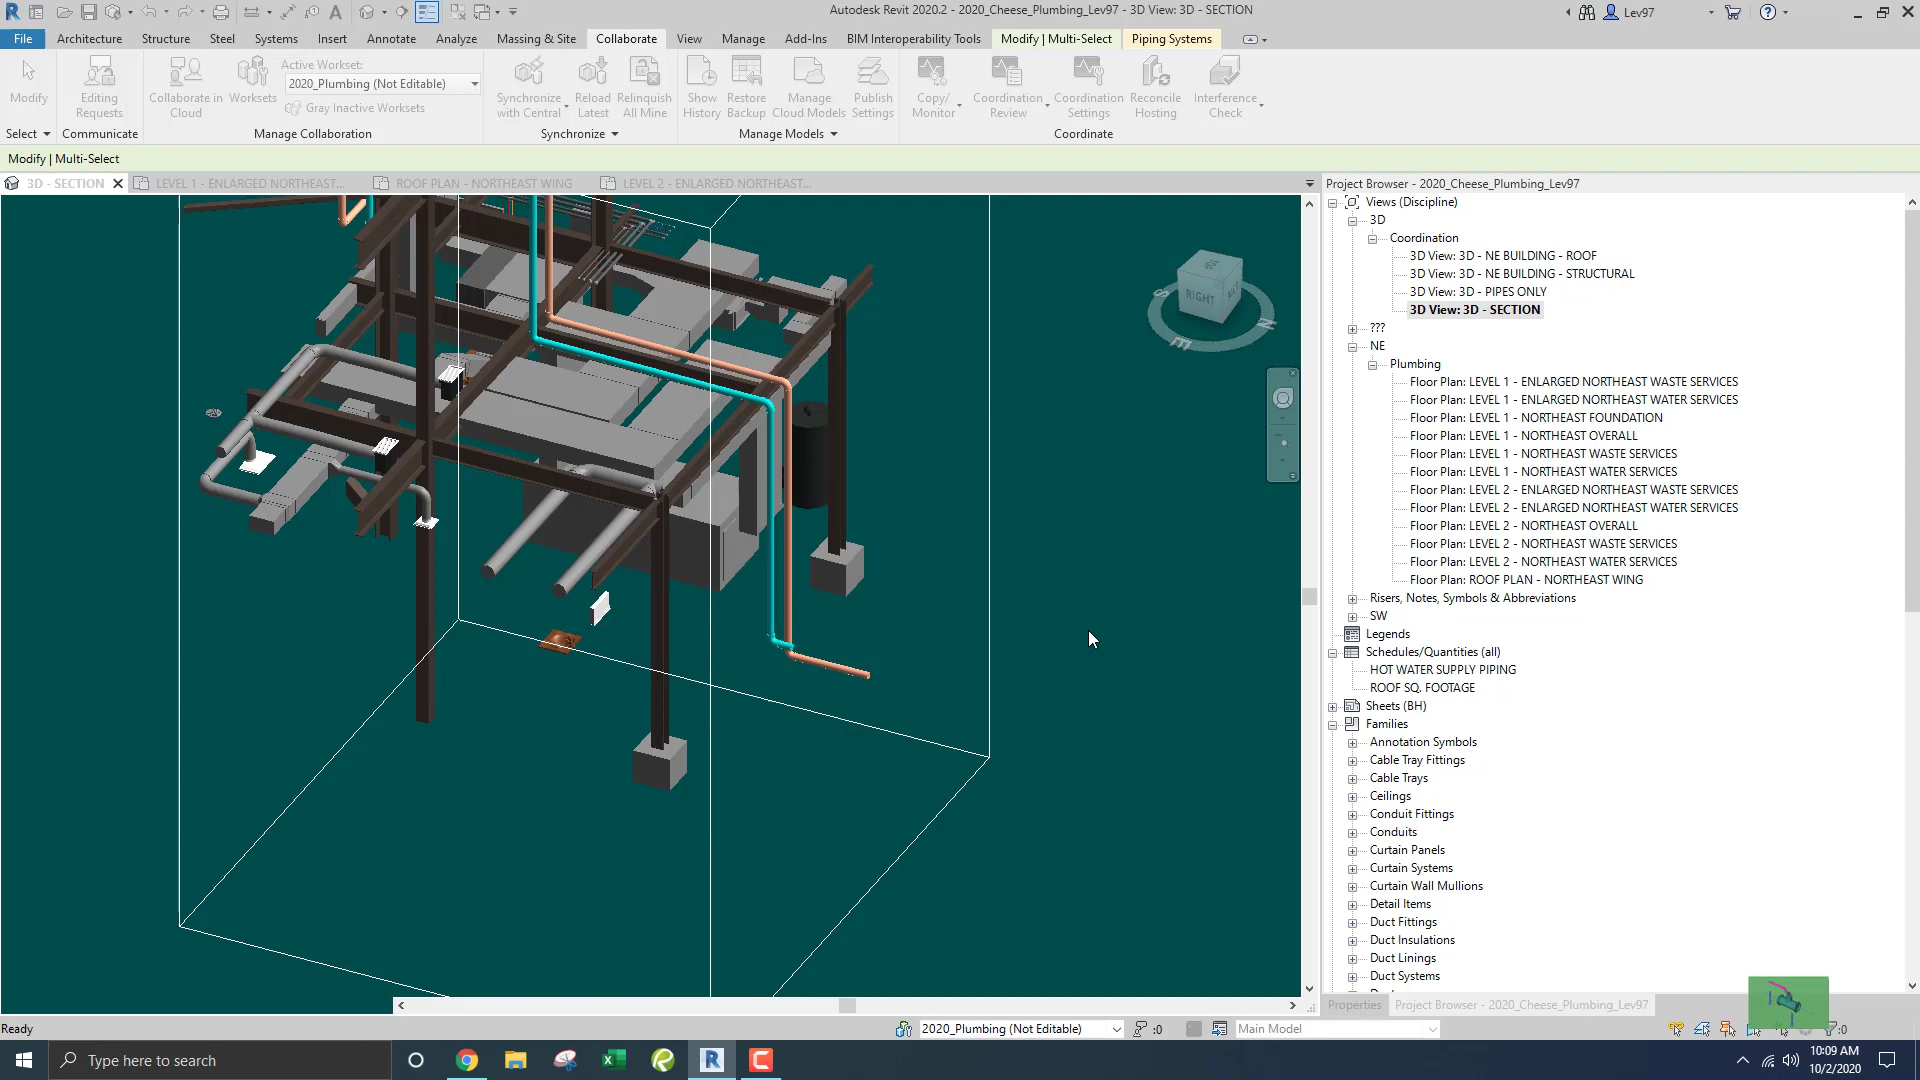 Autodesk Revit 2020.2 - 2020_Cheese_Plumbing_Lev97 - 3D View: 3D - SECTION
Lev97
File Architecture Structure Steel Systems Insert Annotate Analyze Massing & Site Collaborate View Manage Add-Ins BIM Interoperability Tools Modify | Multi-Select Piping Systems
Modify
Editing Requests
Collaborate in Cloud
Worksets
Active Workset:
2020_Plumbing (Not Editable)
Gray Inactive Worksets
Synchronize with Central
Reload Latest
Relinquish All Mine
Show History
Restore Backup
Manage Cloud Models
Publish Settings
Copy/ Monitor
Coordination Review
Coordination Settings
Reconcile Hosting
Interference Check
Select Communicate Manage Collaboration Synchronize Manage Models Coordinate
Modify | Multi-Select
3D - SECTION LEVEL 1 - ENLARGED NORTHEAST... ROOF PLAN - NORTHEAST WING LEVEL 2 - ENLARGED NORTHEAST...
RIGHT
Project Browser - 2020_Cheese_Plumbing_Lev97
Views (Discipline)
3D
Coordination
3D View: 3D - NE BUILDING - ROOF
3D View: 3D - NE BUILDING - STRUCTURAL
3D View: 3D - PIPES ONLY
3D View: 3D - SECTION
???
NE
Plumbing
Floor Plan: LEVEL 1 - ENLARGED NORTHEAST WASTE SERVICES
Floor Plan: LEVEL 1 - ENLARGED NORTHEAST WATER SERVICES
Floor Plan: LEVEL 1 - NORTHEAST FOUNDATION
Floor Plan: LEVEL 1 - NORTHEAST OVERALL
Floor Plan: LEVEL 1 - NORTHEAST WASTE SERVICES
Floor Plan: LEVEL 1 - NORTHEAST WATER SERVICES
Floor Plan: LEVEL 2 - ENLARGED NORTHEAST WASTE SERVICES
Floor Plan: LEVEL 2 - ENLARGED NORTHEAST WATER SERVICES
Floor Plan: LEVEL 2 - NORTHEAST OVERALL
Floor Plan: LEVEL 2 - NORTHEAST WASTE SERVICES
Floor Plan: LEVEL 2 - NORTHEAST WATER SERVICES
Floor Plan: ROOF PLAN - NORTHEAST WING
Risers, Notes, Symbols & Abbreviations
SW
Legends
Schedules/Quantities (all)
HOT WATER SUPPLY PIPING
ROOF SQ. FOOTAGE
Sheets (BH)
Families
Annotation Symbols
Cable Tray Fittings
Cable Trays
Ceilings
Conduit Fittings
Conduits
Curtain Panels
Curtain Systems
Curtain Wall Mullions
Detail Items
Duct Fittings
Duct Insulations
Duct Linings
Duct Systems
Properties Project Browser - 2020_Cheese_Plumbing_Lev97
Ready
2020_Plumbing (Not Editable) :0 Main Model :0
Type here to search
10:09 AM
10/2/2020